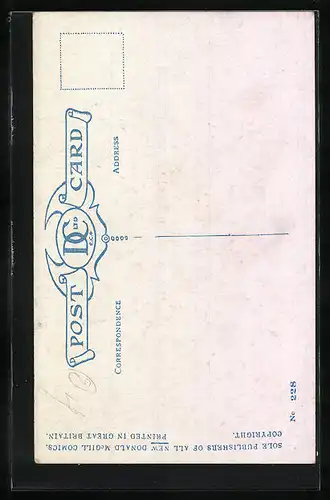 POST CARD
D C LTD E.C.4
CORRESPONDENCE
ADDRESS
SOLE PUBLISHERS OF ALL NEW DONALD McGILL COMICS.
PRINTED IN GREAT BRITAIN.
COPYRIGHT.
No 228